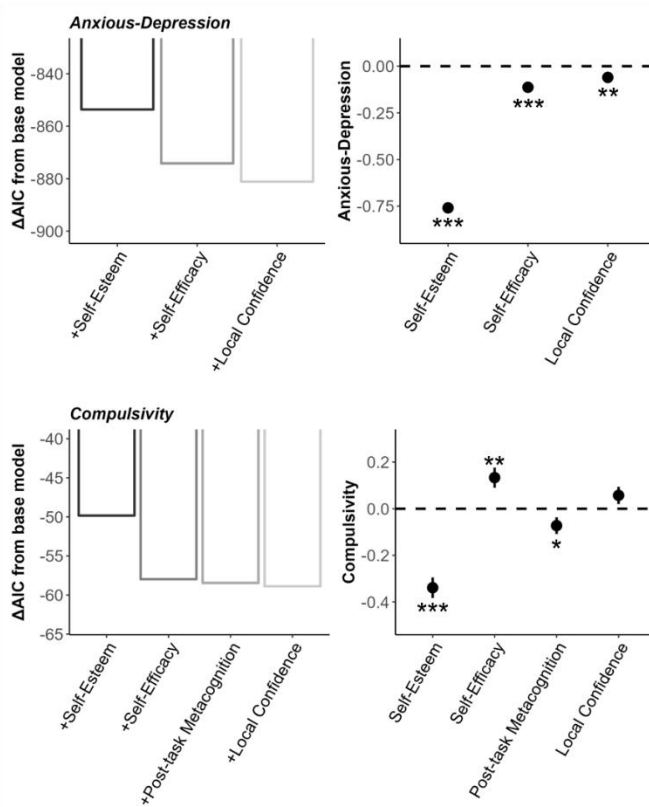 Anxious-Depression
ΔAIC from base model
-840
-860
-880
-900
+Self-Esteem
+Self-Efficacy
+Local Confidence
Anxious-Depression
0.00
-0.25
-0.50
-0.75
***
***
**
Self-Esteem
Self-Efficacy
Local Confidence
Compulsivity
ΔAIC from base model
-40
-45
-50
-55
-60
-65
+Self-Esteem
+Self-Efficacy
+Post-task Metacognition
+Local Confidence
Compulsivity
0.2
0.0
-0.2
-0.4
***
**
*
Self-Esteem
Self-Efficacy
Post-task Metacognition
Local Confidence